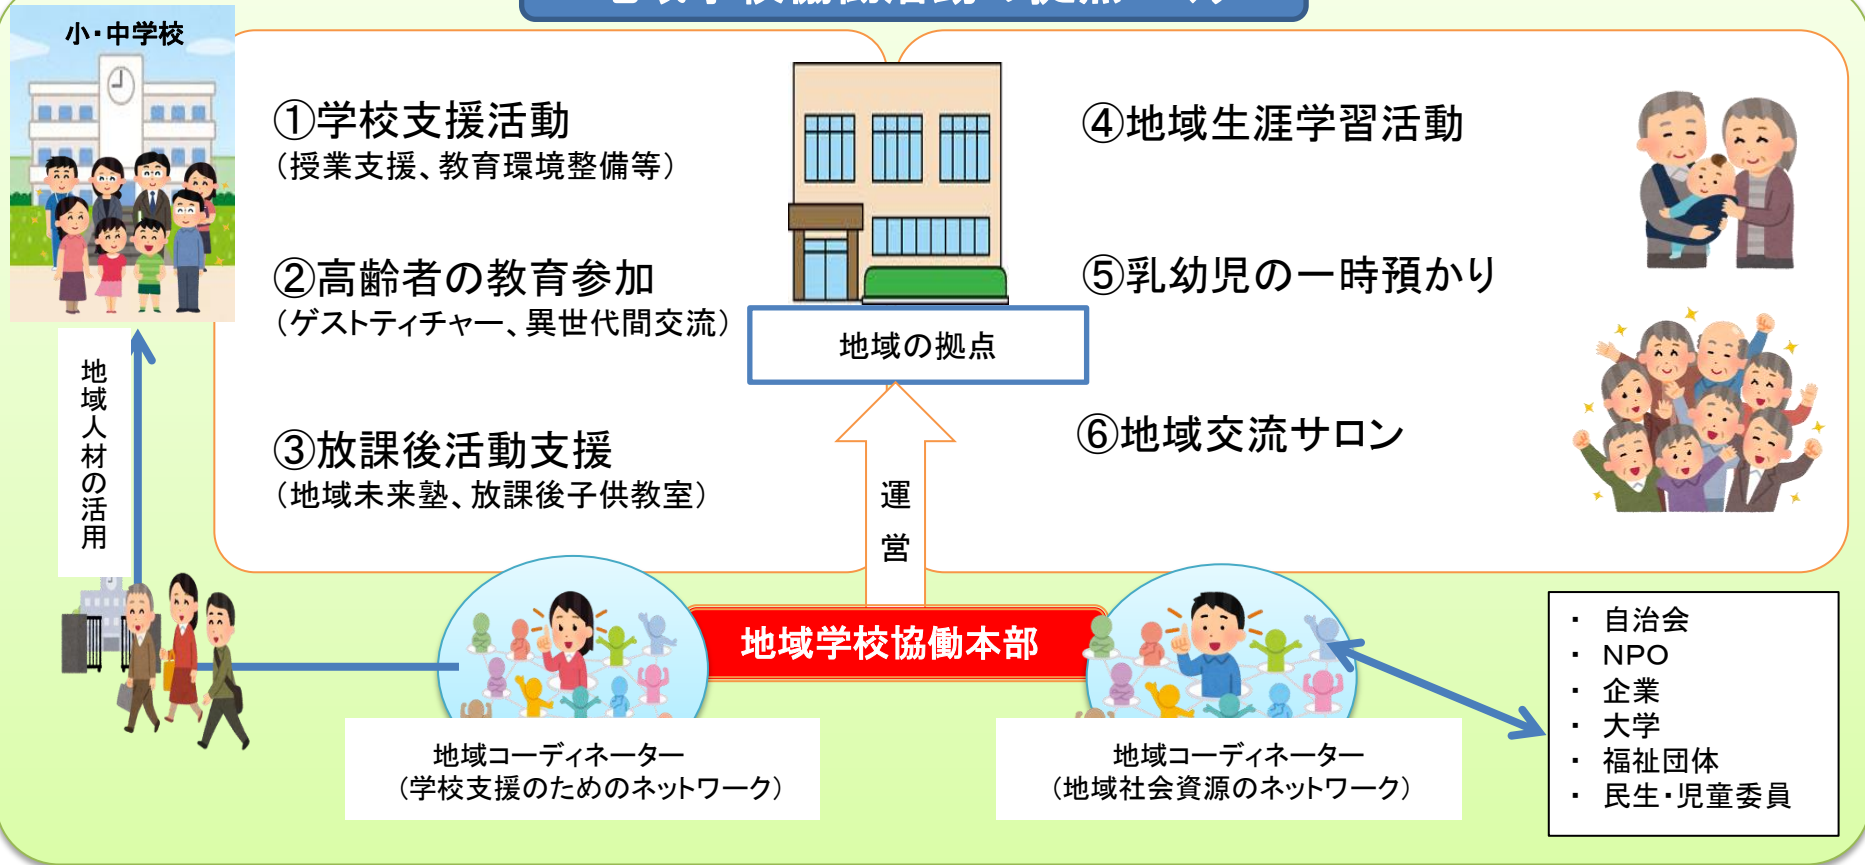 小・中学校
①学校支援活動
（授業支援、教育環境整備等）
②高齢者の教育参加
（ゲストティチャー、異世代間交流）
③放課後活動支援
（地域未来塾、放課後子供教室）
地域の拠点
④地域生涯学習活動
⑤乳幼児の一時預かり
⑥地域交流サロン
地域人材の活用
運営
地域学校協働本部
地域コーディネーター
（学校支援のためのネットワーク）
地域コーディネーター
（地域社会資源のネットワーク）
・ 自治会
・ NPO
・ 企業
・ 大学
・ 福祉団体
・ 民生・児童委員